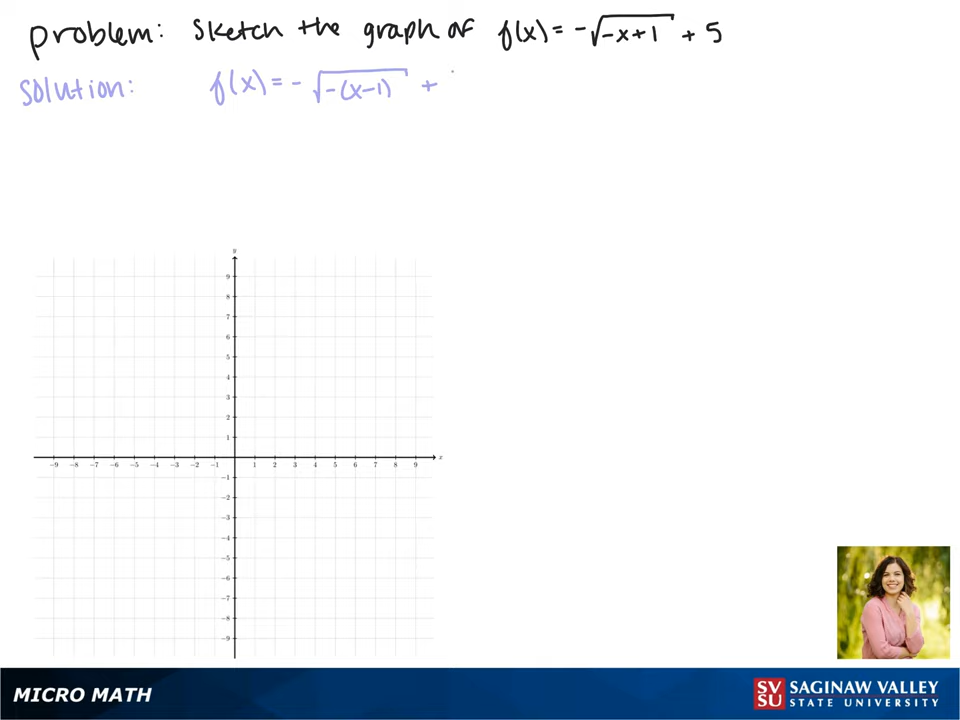 problem: sketch the graph of f(x) = -√(-x+1) + 5
solution: f(x) = -√(-(x-1)) +
y
9
8
7
6
5
4
3
2
1
−9 −8 −7 −6 −5 −4 −3 −2 −1 1 2 3 4 5 6 7 8 9 x
−1
−2
−3
−4
−5
−6
−7
−8
−9
MICRO MATH
SV SU SAGINAW VALLEY
STATE UNIVERSITY